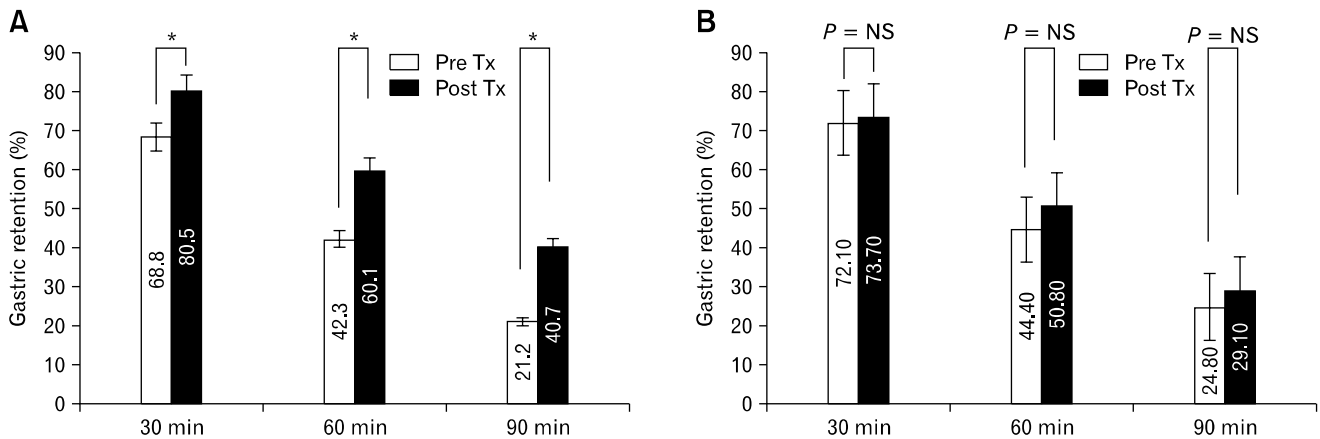 A
Gastric retention (%)
90
80
70
60
50
40
30
20
10
0
*
*
*
Pre Tx
Post Tx
68.8
80.5
42.3
60.1
21.2
40.7
30 min
60 min
90 min
B
Gastric retention (%)
90
80
70
60
50
40
30
20
10
0
P = NS
P = NS
P = NS
Pre Tx
Post Tx
72.10
73.70
44.40
50.80
24.80
29.10
30 min
60 min
90 min